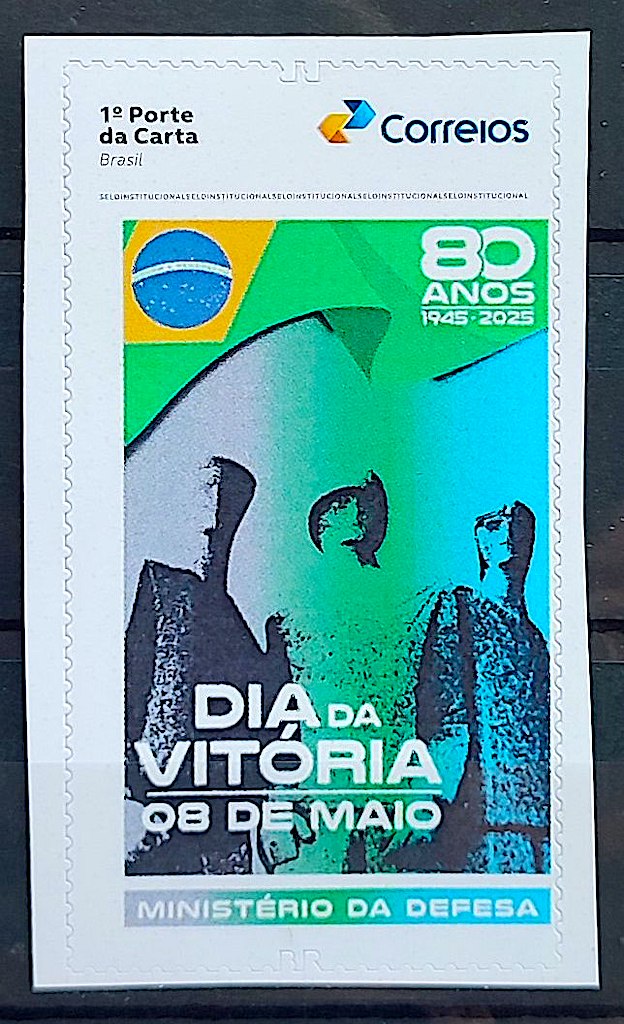 1º Porte
da Carta
Brasil
Correios
SELOINSTITUCIONALSELOINSTITUCIONALSELOINSTITUCIONALSELOINSTITUCIONALSELOINSTITUCIONAL
80
ANOS
1945-2025
DIA DA
VITÓRIA
08 DE MAIO
MINISTÉRIO DA DEFESA
BR